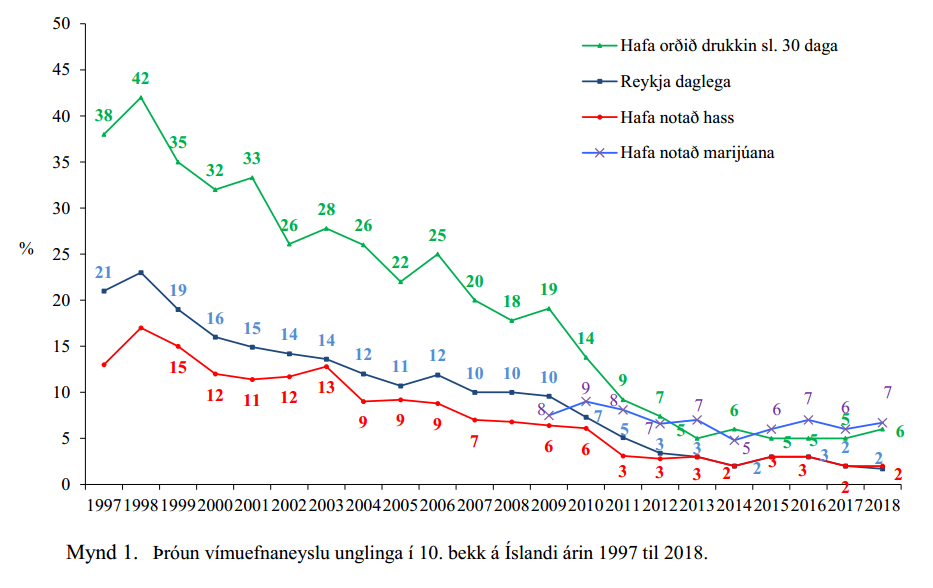 50
45
40
35
30
25
20
15
10
5
0
%
Hafa orðið drukkin sl. 30 daga
Reykja daglega
Hafa notað hass
Hafa notað marijúana
38 42 35 32 33 26 28 26 22 25 20 18 19 14 9 7 5 6 5 5 5 6
21 19 16 15 14 14 12 11 12 10 10 10 7 5 3 3 2 3 2 2
15 12 11 12 13 9 9 9 7 6 6 3 3 3 2 3 3 2 2
8 9 8 7 7 5 6 7 6 7
1997 1998 1999 2000 2001 2002 2003 2004 2005 2006 2007 2008 2009 2010 2011 2012 2013 2014 2015 2016 2017 2018
Mynd 1. Þróun vímuefnaneyslu unglinga í 10. bekk á Íslandi árin 1997 til 2018.